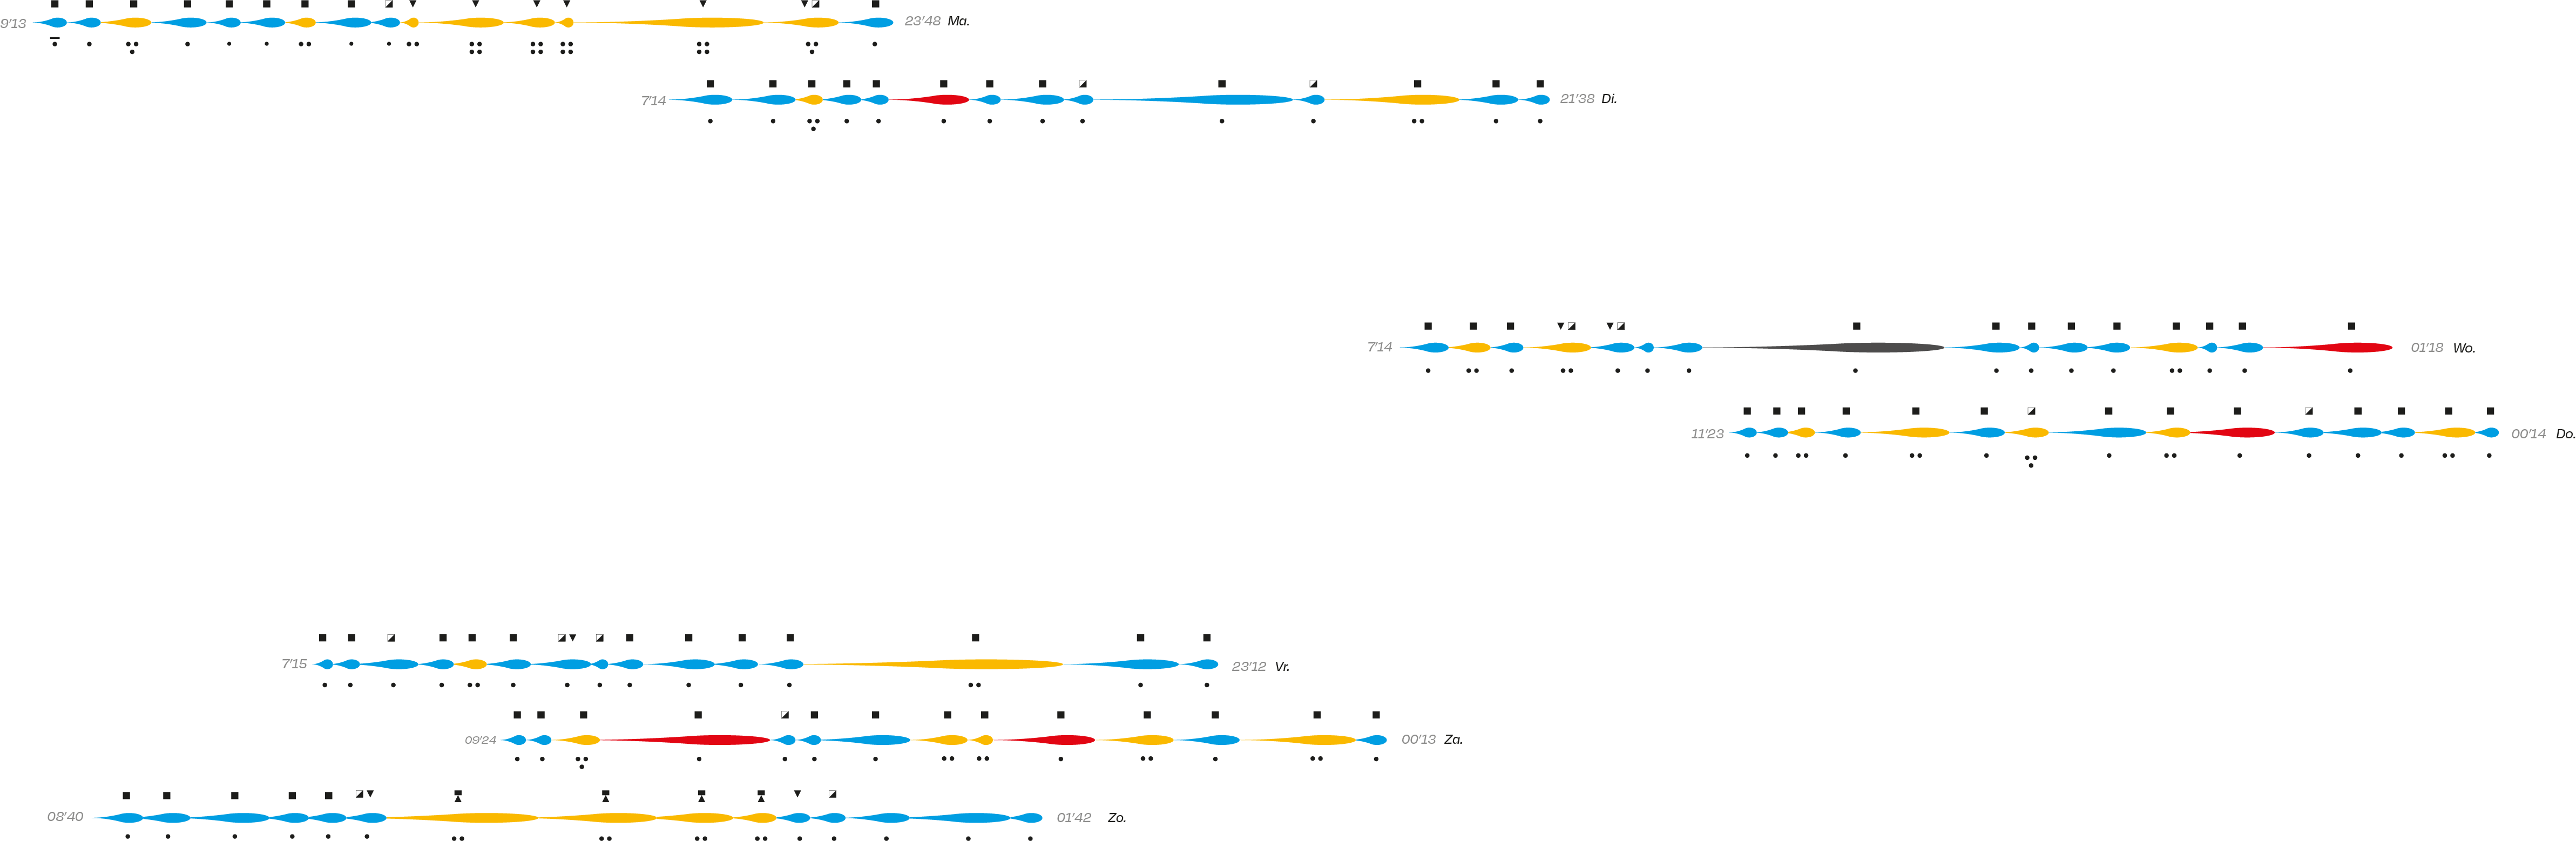 9'13 23'48 Ma.
7'14 21'38 Di.
7'14 01'18 Wo.
11'23 00'14 Do.
7'15 23'12 Vr.
09'24 00'13 Za.
08'40 01'42 Zo.